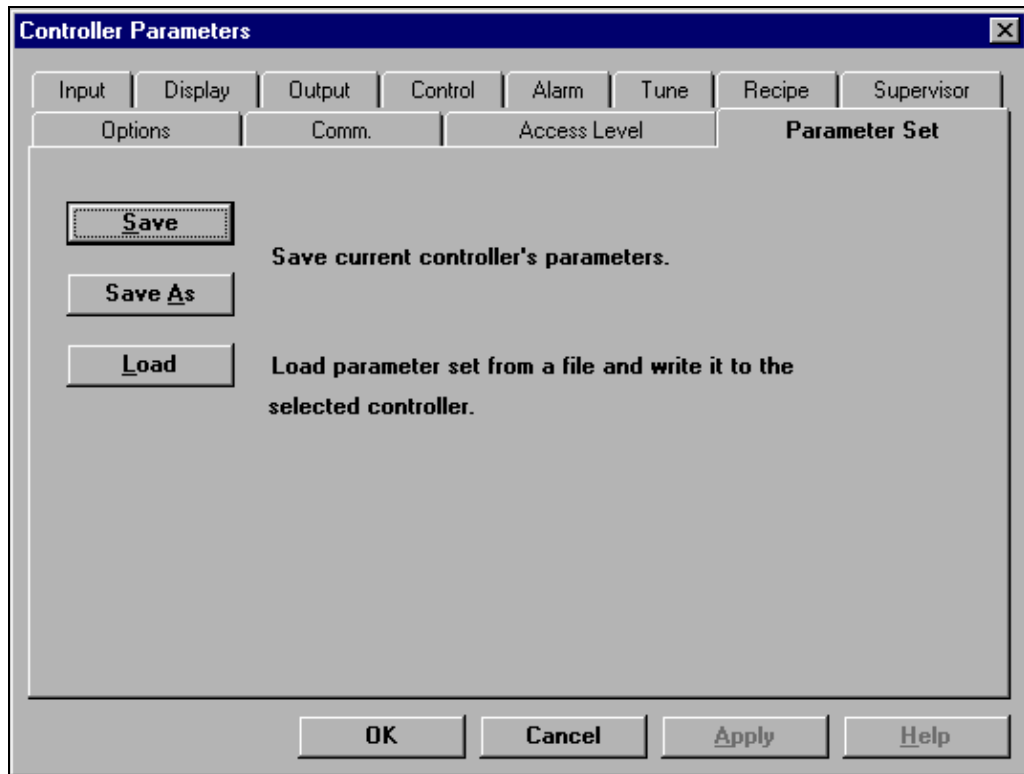 Controller Parameters
Input Display Output Control Alarm Tune Recipe Supervisor
Options Comm. Access Level Parameter Set
Save
Save current controller's parameters.
Save As
Load
Load parameter set from a file and write it to the
selected controller.
OK Cancel Apply Help